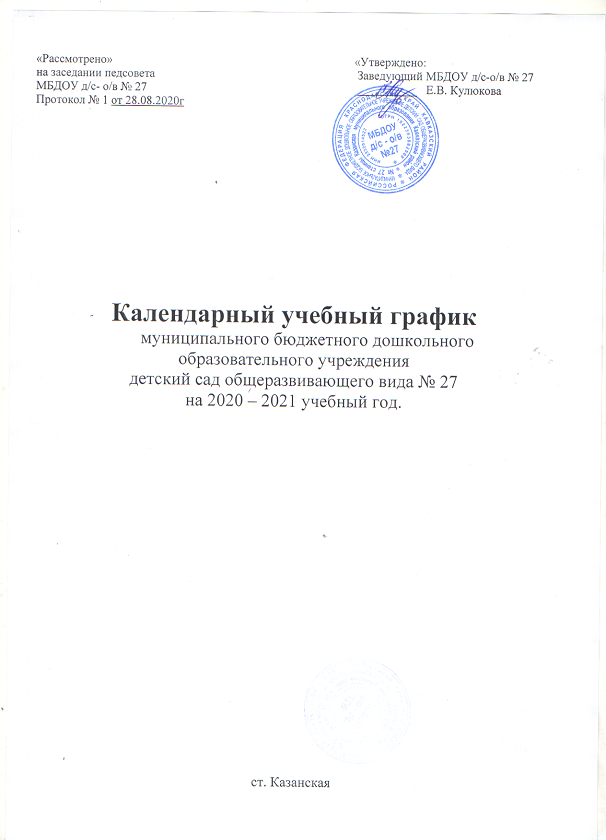 «Рассмотрено»
на заседании педсовета
МБДОУ д/с- о/в № 27
Протокол № 1 от 28.08.2020г
«Утверждено:
Заведующий МБДОУ д/с-о/в № 27
Е.В. Кулюкова
МБДОУ
д/с - о/в
№27
Календарный учебный график
муниципального бюджетного дошкольного
образовательного учреждения
детский сад общеразвивающего вида № 27
на 2020 – 2021 учебный год.
ст. Казанская